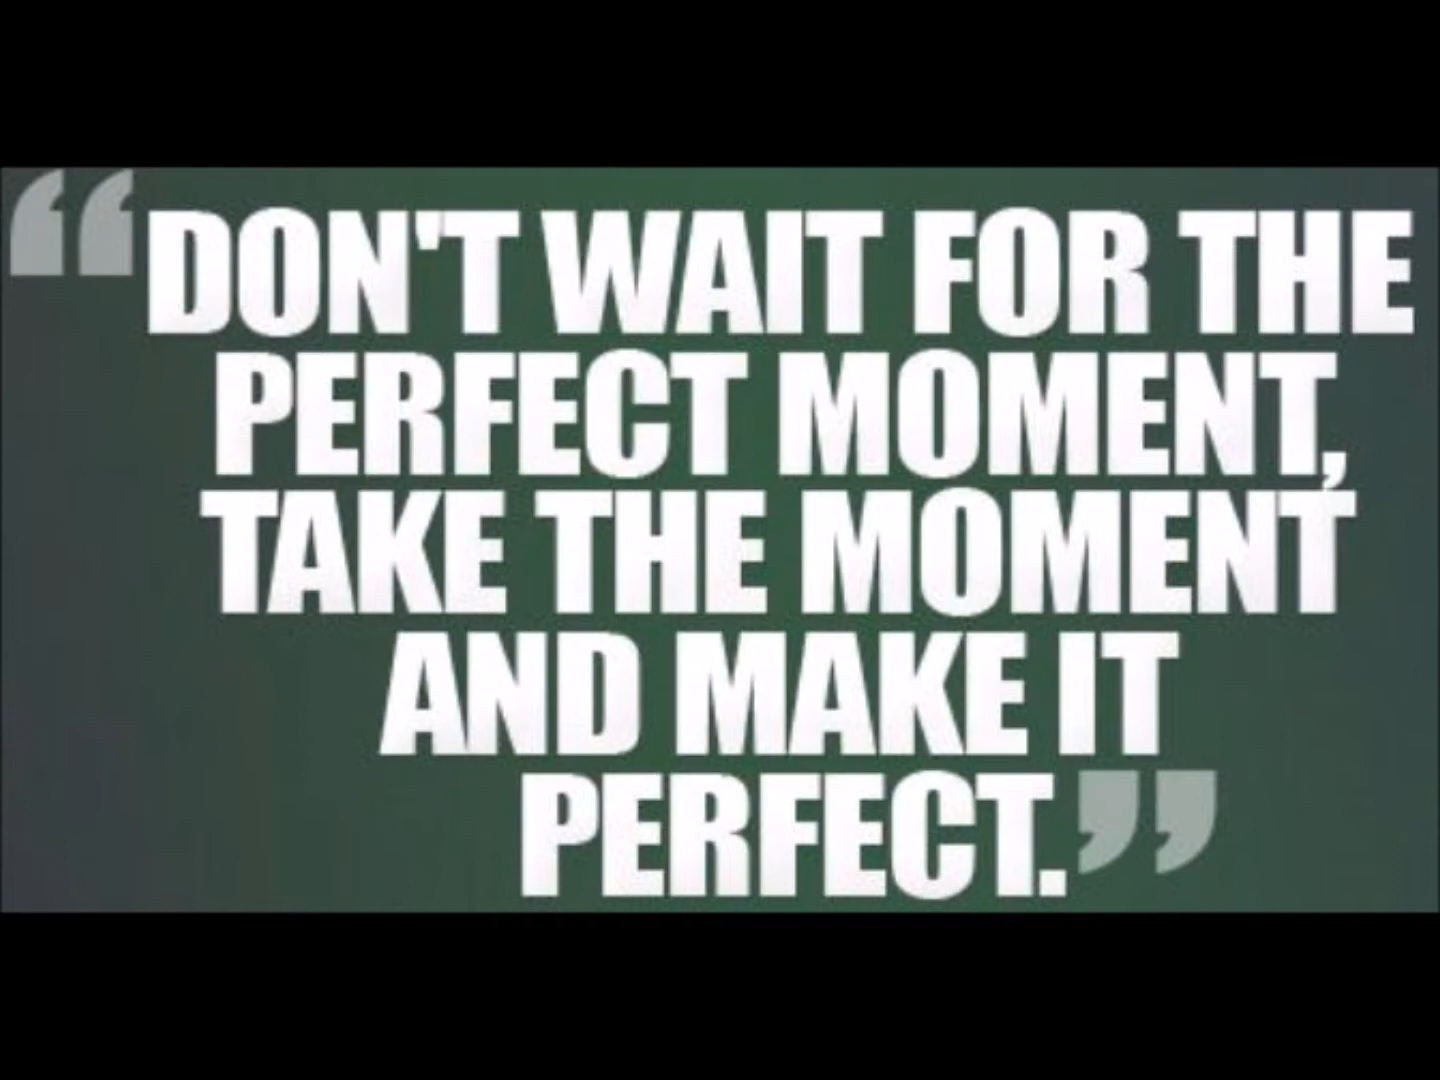 “DON'T WAIT FOR THE
PERFECT MOMENT,
TAKE THE MOMENT
AND MAKE IT
PERFECT.”